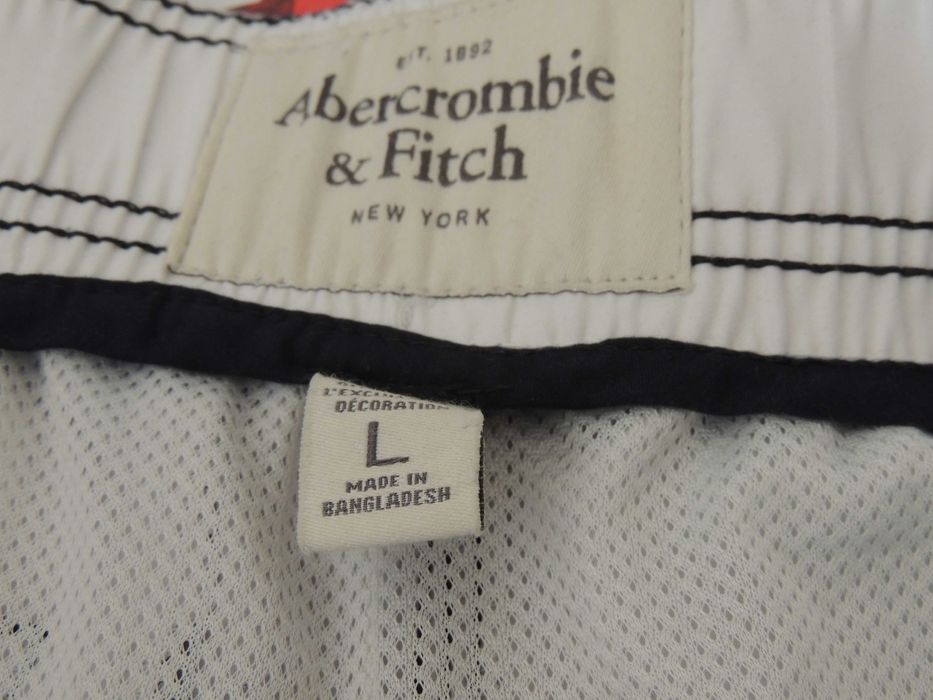 EST. 1892
Abercrombie
& Fitch
NEW YORK
DÉCORATION
L
MADE IN
BANGLADESH